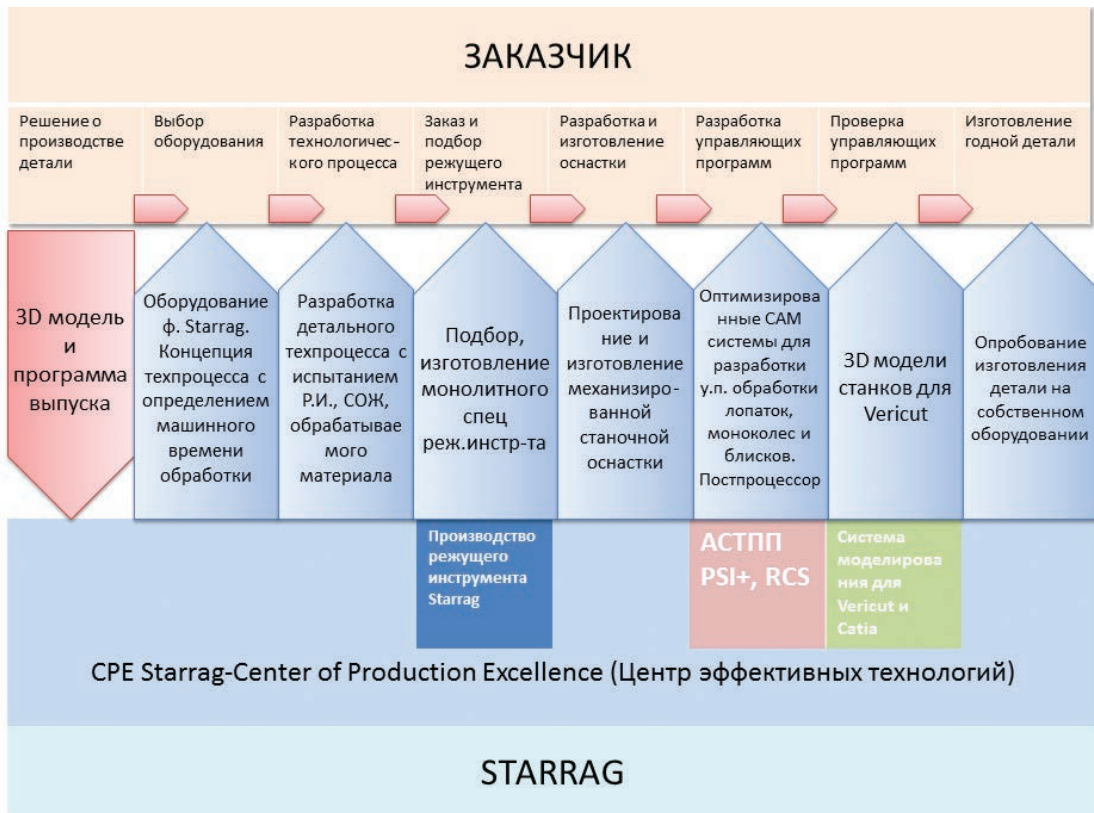 ЗАКАЗЧИК
Решение о
производстве
детали
Выбор
оборудования
Разработка
технологичес-
кого процесса
Заказ и
подбор
режущего
инструмента
Разработка и
изготовление
оснастки
Разработка
управляющих
программ
Проверка
управляющих
программ
Изготовление
годной детали
3D модель
и
программа
выпуска
Оборудование
ф. Starrag.
Концепция
техпроцесса с
определением
машинного
времени
обработки
Разработка
детального
техпроцесса с
испытанием
Р.И., СОЖ,
обрабатывае
мого
материала
Подбор,
изготовление
монолитного
спец
реж.инстр-та
Проектирова
ние и
изготовление
механизиро-
ванной
станочной
оснастки
Оптимизирова
нные CAM
системы для
разработки
у.п. обработки
лопаток,
моноколес и
блисков.
Постпроцессор
3D модели
станков для
Vericut
Опробование
изготовления
детали на
собственном
оборудовании
Производство
режущего
инструмента
Starrag
АСТПП
PSI+, RCS
Система
моделирова
ния для
Vericut и
Catia
CPE Starrag-Center of Production Excellence (Центр эффективных технологий)
STARRAG